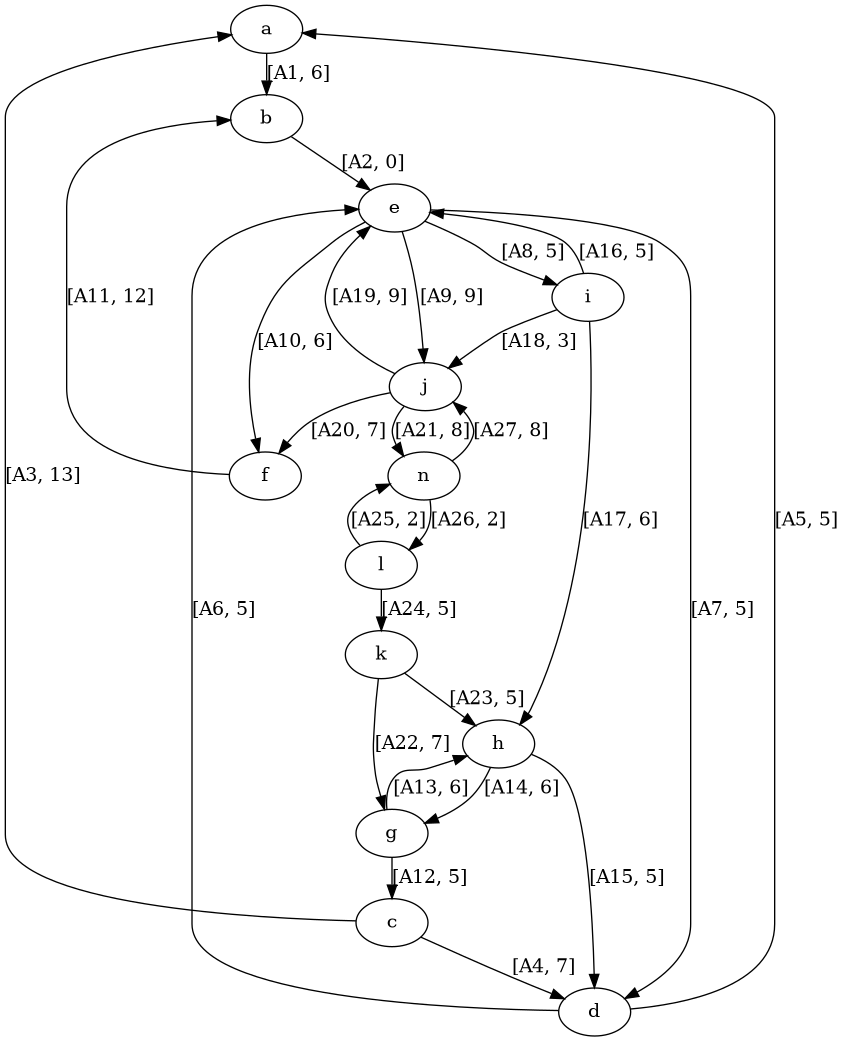 a
[A1, 6]
b
[A2, 0]
e
[A8, 5] [A16, 5]
[A11, 12] [A19, 9] [A9, 9] i
[A10, 6] [A18, 3]
j
[A20, 7] [A21, 8] [A27, 8]
[A3, 13] f n
[A25, 2] [A26, 2] [A17, 6] [A5, 5]
l
[A6, 5] [A24, 5] [A7, 5]
k
[A23, 5]
[A22, 7] h
[A13, 6] [A14, 6]
g
[A12, 5] [A15, 5]
c
[A4, 7]
d